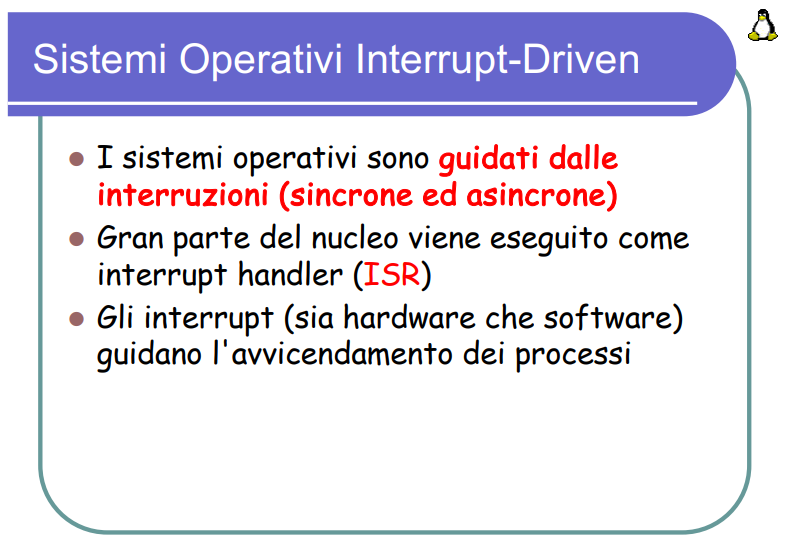 Sistemi Operativi Interrupt-Driven
I sistemi operativi sono guidati dalle
interruzioni (sincrone ed asincrone)
Gran parte del nucleo viene eseguito come
interrupt handler (ISR)
Gli interrupt (sia hardware che software)
guidano l'avvicendamento dei processi